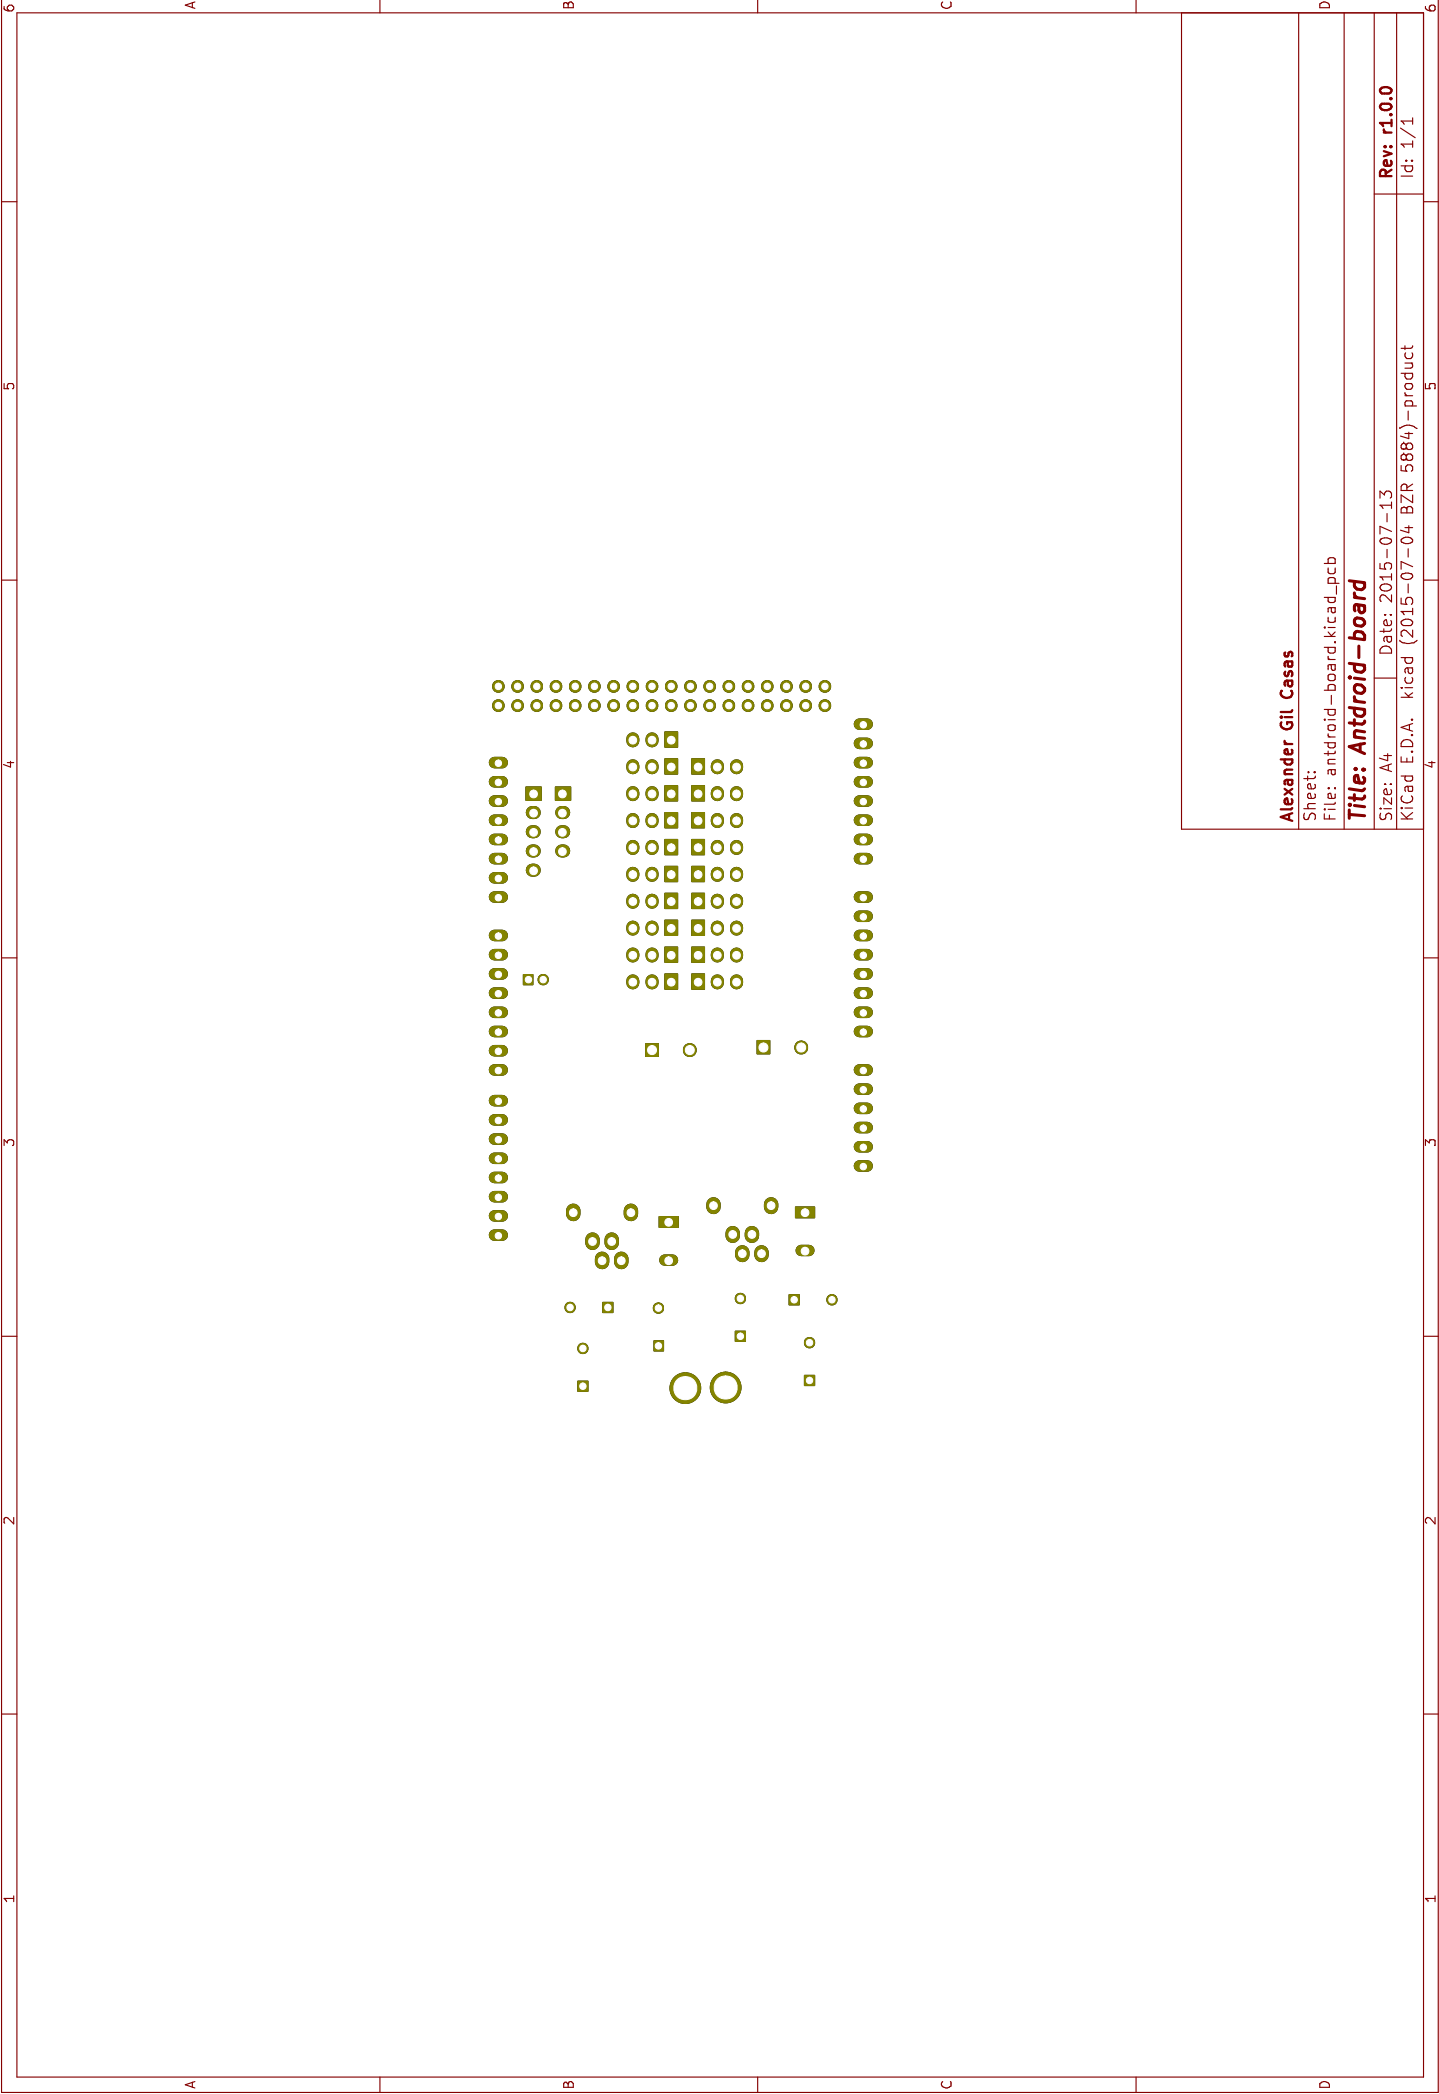 Alexander Gil Casas
Sheet:
File: antdroid-board.kicad_pcb
Title: Antdroid-board
Size: A4 Date: 2015-07-13 Rev: r1.0.0
KiCad E.D.A. kicad (2015-07-04 BZR 5884)-product Id: 1/1
1 2 3 4 5 6
A B C D
1 2 3 4 5 6
A B C D